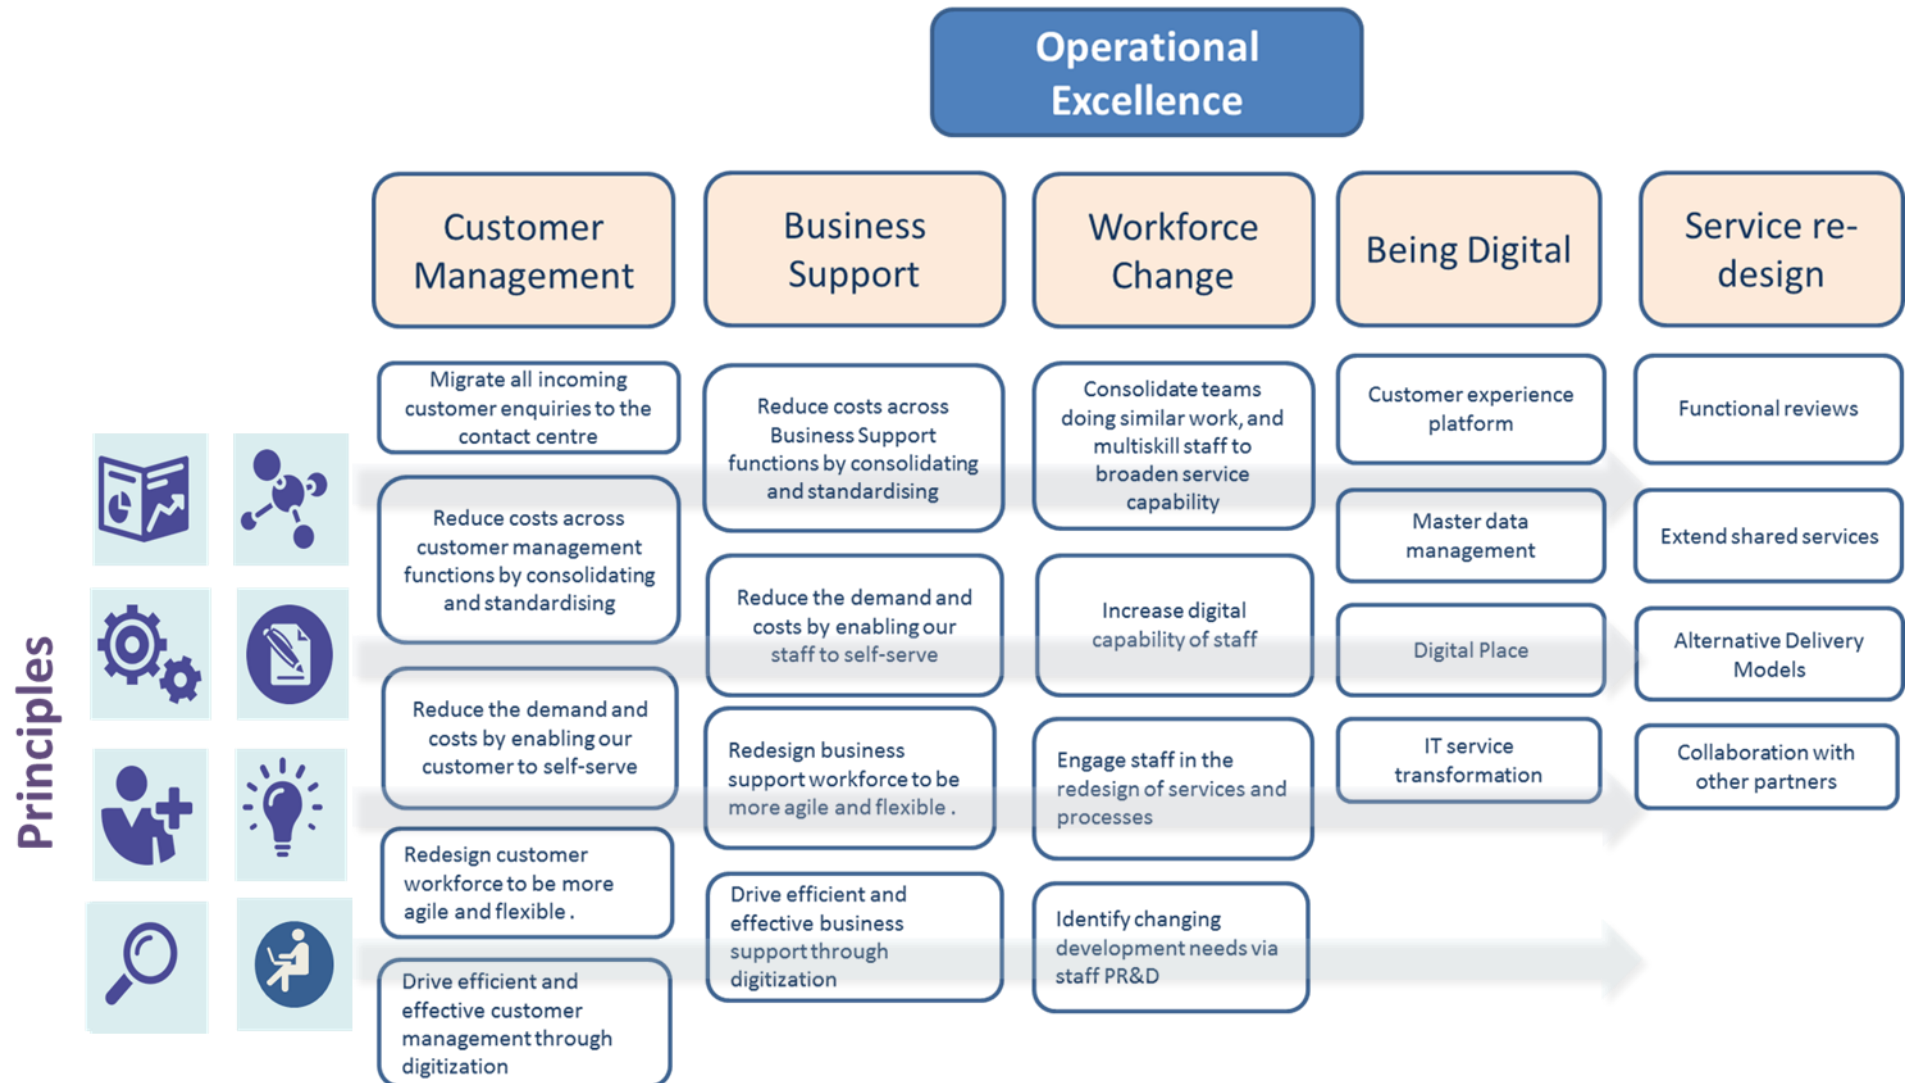 Operational
Excellence
Customer
Management
Business
Support
Workforce
Change
Being Digital
Service re-
design
Migrate all incoming
customer enquiries to the
contact centre
Reduce costs across
customer management
functions by consolidating
and standardising
Reduce the demand and
costs by enabling our
customer to self-serve
Redesign customer
workforce to be more
agile and flexible .
Drive efficient and
effective customer
management through
digitization
Reduce costs across
Business Support
functions by consolidating
and standardising
Reduce the demand and
costs by enabling our
staff to self-serve
Redesign business
support workforce to be
more agile and flexible .
Drive efficient and
effective business
support through
digitization
Consolidate teams
doing similar work, and
multiskill staff to
broaden service
capability
Increase digital
capability of staff
Engage staff in the
redesign of services and
processes
Identify changing
development needs via
staff PR&D
Customer experience
platform
Master data
management
Digital Place
IT service
transformation
Functional reviews
Extend shared services
Alternative Delivery
Models
Collaboration with
other partners
Principles